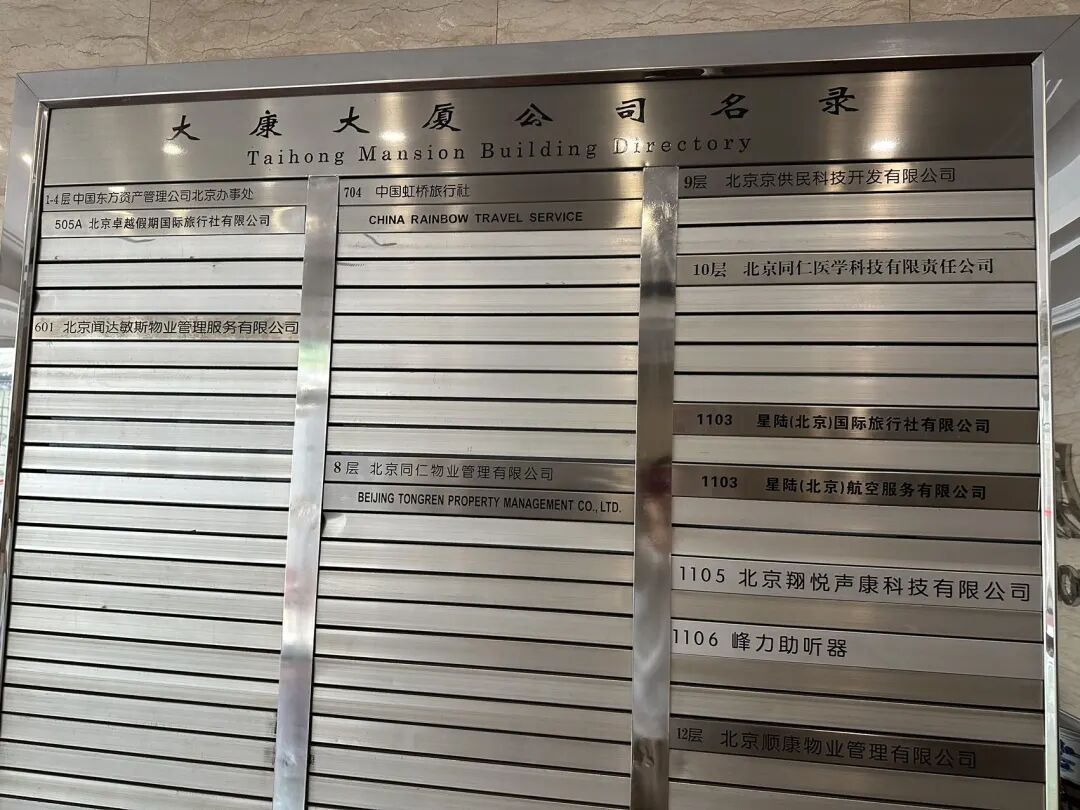 大康大厦公司名录
Taihong Mansion Building Directory
1-4层 中国东方资产管理公司北京办事处
505A 北京卓越假期国际旅行社有限公司
601 北京闻达敏斯物业管理服务有限公司
704 中国虹桥旅行社
CHINA RAINBOW TRAVEL SERVICE
8层 北京同仁物业管理有限公司
BEIJING TONGREN PROPERTY MANAGEMENT CO.,LTD.
9层 北京京供民科技开发有限公司
10层 北京同仁医学科技有限责任公司
1103 星陆(北京)国际旅行社有限公司
1103 星陆(北京)航空服务有限公司
1105 北京翔悦声康科技有限公司
1106 峰力助听器
12层 北京顺康物业管理有限公司